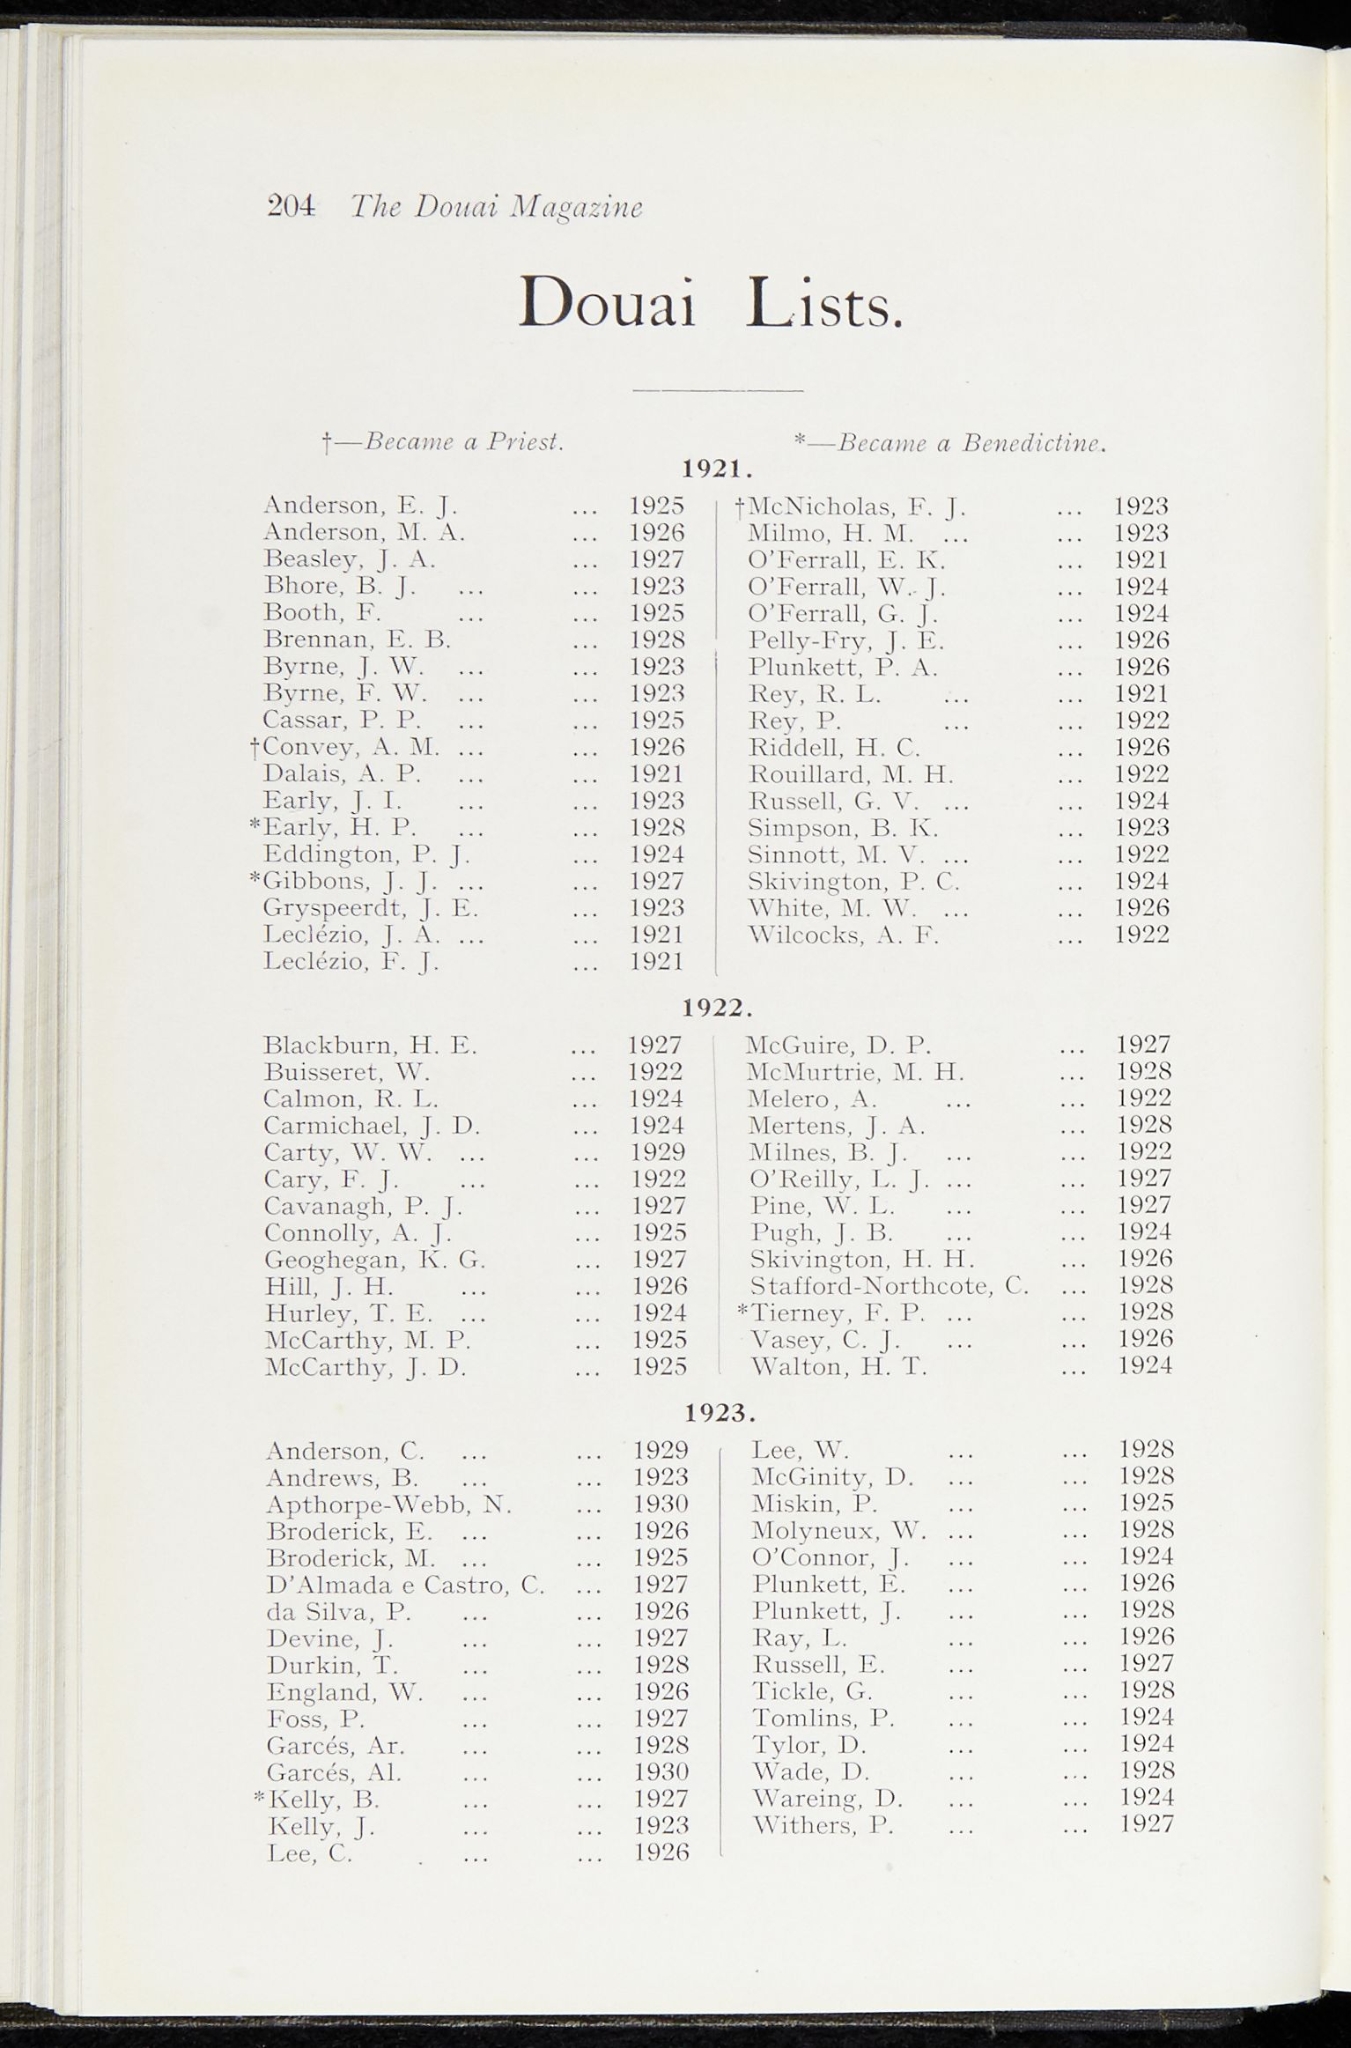 204 The Douai Magazine
Douai Lists.
†—Became a Priest. *—Became a Benedictine.
1921.
Anderson, E. J. ... 1925
Anderson, M. A. ... 1926
Beasley, J. A. ... 1927
Bhore, B. J. ... ... 1923
Booth, F. ... ... 1925
Brennan, E. B. ... 1928
Byrne, J. W. ... ... 1923
Byrne, F. W. ... ... 1923
Cassar, P. P. ... ... 1925
†Convey, A. M. ... ... 1926
Dalais, A. P. ... ... 1921
Early, J. I. ... ... 1923
*Early, H. P. ... ... 1928
Eddington, P. J. ... 1924
*Gibbons, J. J. ... ... 1927
Gryspeerdt, J. E. ... 1923
Leclézio, J. A. ... ... 1921
Leclézio, F. J. ... 1921
†McNicholas, F. J. ... 1923
Milmo, H. M. ... ... 1923
O'Ferrall, E. K. ... 1921
O'Ferrall, W. J. ... 1924
O'Ferrall, G. J. ... 1924
Pelly-Fry, J. E. ... 1926
Plunkett, P. A. ... 1926
Rey, R. L. ... ... 1921
Rey, P. ... ... 1922
Riddell, H. C. ... 1926
Rouillard, M. H. ... 1922
Russell, G. V. ... ... 1924
Simpson, B. K. ... 1923
Sinnott, M. V. ... ... 1922
Skivington, P. C. ... 1924
White, M. W. ... ... 1926
Wilcocks, A. F. ... 1922
1922.
Blackburn, H. E. ... 1927
Buisseret, W. ... 1922
Calmon, R. L. ... 1924
Carmichael, J. D. ... 1924
Carty, W. W. ... ... 1929
Cary, F. J. ... ... 1922
Cavanagh, P. J. ... 1927
Connolly, A. J. ... 1925
Geoghegan, K. G. ... 1927
Hill, J. H. ... ... 1926
Hurley, T. E. ... ... 1924
McCarthy, M. P. ... 1925
McCarthy, J. D. ... 1925
McGuire, D. P. ... 1927
McMurtrie, M. H. ... 1928
Melero, A. ... ... 1922
Mertens, J. A. ... 1928
Milnes, B. J. ... ... 1922
O'Reilly, L. J. ... ... 1927
Pine, W. L. ... ... 1927
Pugh, J. B. ... ... 1924
Skivington, H. H. ... 1926
Stafford-Northcote, C. ... 1928
*Tierney, F. P. ... ... 1928
Vasey, C. J. ... ... 1926
Walton, H. T. ... 1924
1923.
Anderson, C. ... ... 1929
Andrews, B. ... ... 1923
Apthorpe-Webb, N. ... 1930
Broderick, E. ... ... 1926
Broderick, M. ... ... 1925
D'Almada e Castro, C. ... 1927
da Silva, P. ... ... 1926
Devine, J. ... ... 1927
Durkin, T. ... ... 1928
England, W. ... ... 1926
Foss, P. ... ... 1927
Garcés, Ar. ... ... 1928
Garcés, Al. ... ... 1930
*Kelly, B. ... ... 1927
Kelly, J. ... ... 1923
Lee, C. ... ... 1926
Lee, W. ... ... 1928
McGinity, D. ... ... 1928
Miskin, P. ... ... 1925
Molyneux, W. ... ... 1928
O'Connor, J. ... ... 1924
Plunkett, E. ... ... 1926
Plunkett, J. ... ... 1928
Ray, L. ... ... 1926
Russell, E. ... ... 1927
Tickle, G. ... ... 1928
Tomlins, P. ... ... 1924
Tylor, D. ... ... 1924
Wade, D. ... ... 1928
Wareing, D. ... ... 1924
Withers, P. ... ... 1927